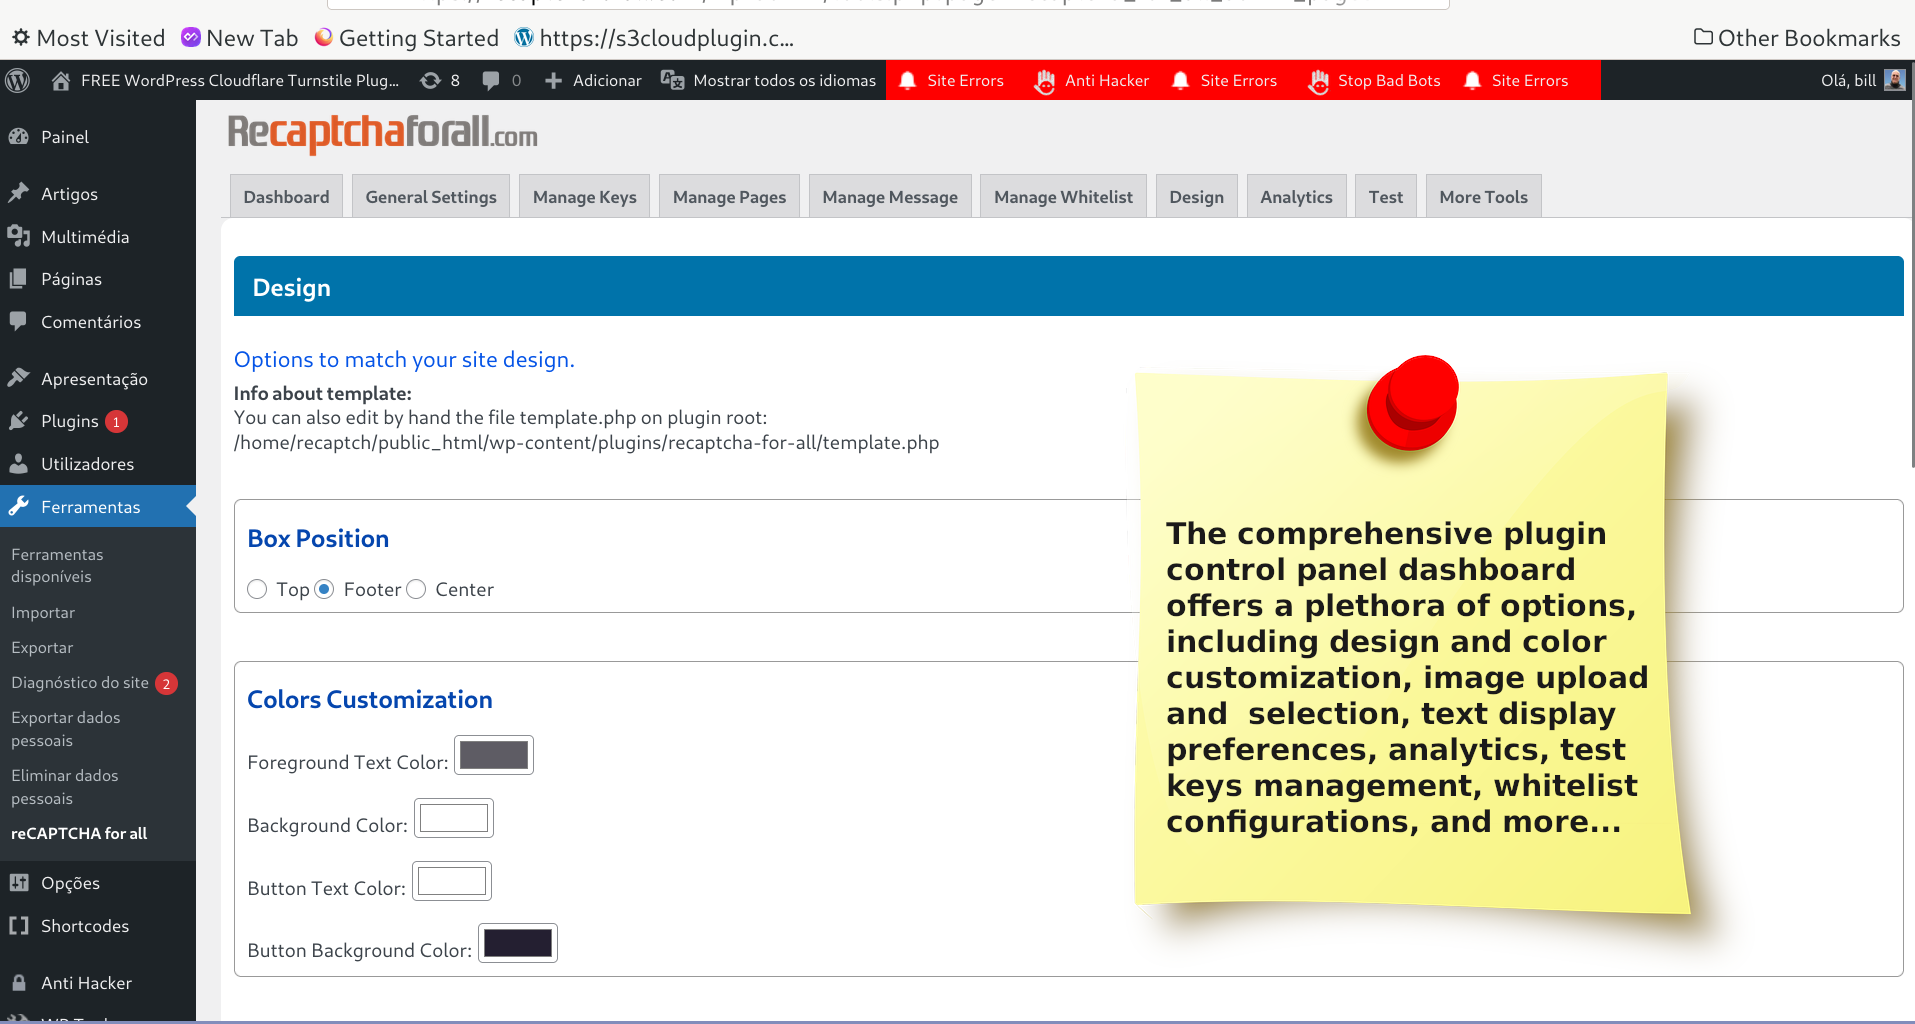 Most Visited New Tab Getting Started https://s3cloudplugin.c... Other Bookmarks
FREE WordPress Cloudflare Turnstile Plug... 8 0 Adicionar Mostrar todos os idiomas Site Errors Anti Hacker Site Errors Stop Bad Bots Site Errors Olá, bill
Recaptchaforall.com
Dashboard General Settings Manage Keys Manage Pages Manage Message Manage Whitelist Design Analytics Test More Tools
Painel
Artigos
Multimédia
Páginas
Comentários
Apresentação
Plugins 1
Utilizadores
Ferramentas
Ferramentas
disponíveis
Importar
Exportar
Diagnóstico do site 2
Exportar dados
pessoais
Eliminar dados
pessoais
reCAPTCHA for all
Opções
Shortcodes
Anti Hacker
Design
Options to match your site design.
Info about template:
You can also edit by hand the file template.php on plugin root:
/home/recaptch/public_html/wp-content/plugins/recaptcha-for-all/template.php
Box Position
Top Footer Center
Colors Customization
Foreground Text Color:
Background Color:
Button Text Color:
Button Background Color:
The comprehensive plugin
control panel dashboard
offers a plethora of options,
including design and color
customization, image upload
and selection, text display
preferences, analytics, test
keys management, whitelist
configurations, and more...